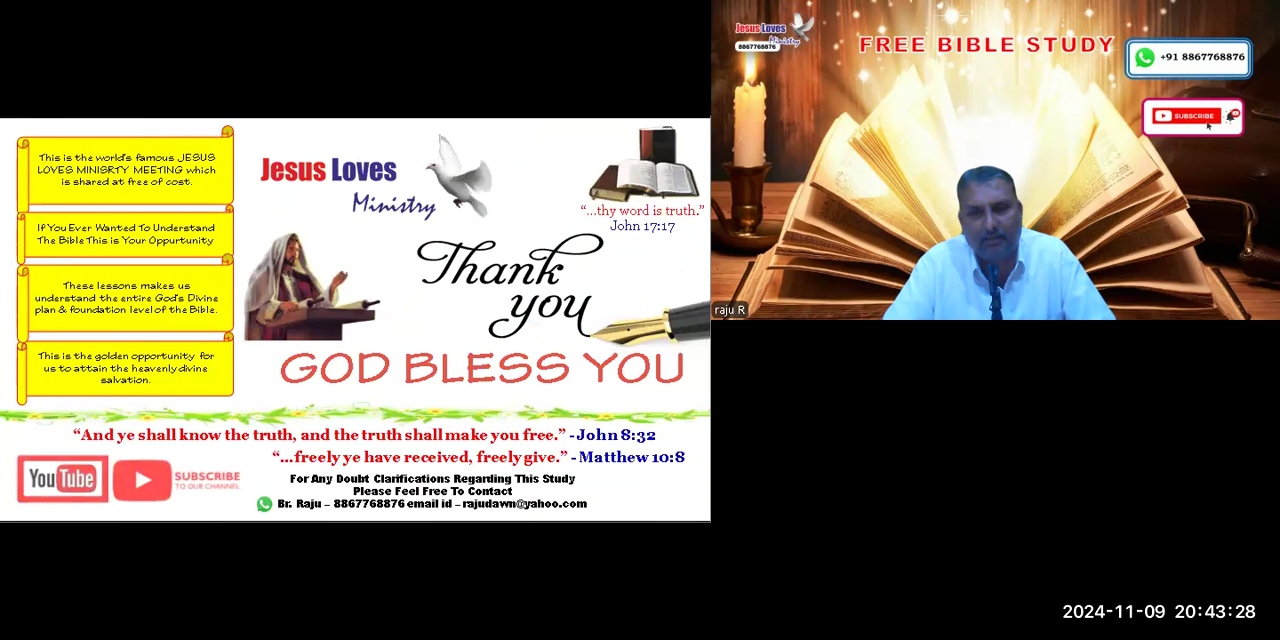 This is the world's famous JESUS
LOVES MINISRTY MEETING which
is shared at free of cost.
If You Ever Wanted To Understand
The Bible This is Your Oppurtunity
These lessons makes us
understand the entire God's Divine
plan & foundation level of the Bible.
This is the golden opportunity for
us to attain the heavenly divine
salvation.
Jesus Loves
Ministry
"...thy word is truth."
John 17:17
Thank
you
GOD BLESS YOU
"And ye shall know the truth, and the truth shall make you free." -John 8:32
"...freely ye have received, freely give." - Matthew 10:8
YouTube
SUBSCRIBE
TO OUR CHANNEL
For Any Doubt Clarifications Regarding This Study
Please Feel Free To Contact
Br. Raju – 8867768876 email id – rajudawn@yahoo.com
Jesus Loves
Ministry
8867768876
FREE BIBLE STUDY
+91 8867768876
SUBSCRIBE
raju R
2024-11-09 20:43:28